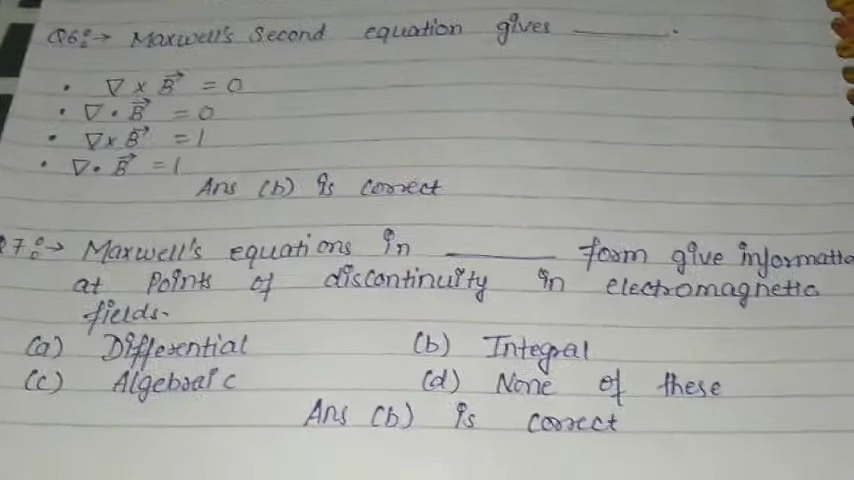 Q6:→ Maxwell's Second equation gives ______.
• ∇ × B⃗ = 0
• ∇ • B⃗ = 0
• ∇ × B⃗ = 1
• ∇ • B⃗ = 1
Ans (b) is correct
Q7:→ Maxwell's equations in ______ form give informatio
at Points of discontinuity in electromagnetic
fields.
(a) Differential (b) Integral
(c) Algebraic (d) None of these
Ans (b) is correct